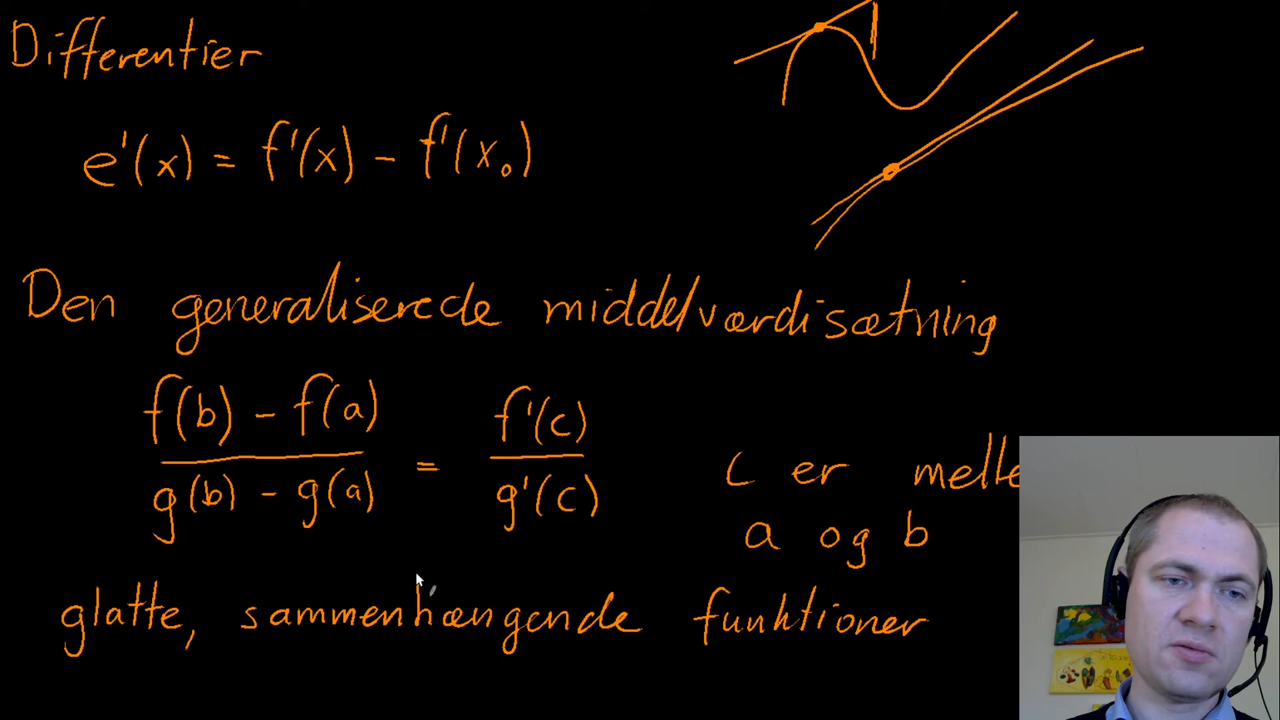 Differentier
e'(x) = f'(x) - f'(x₀)
Den generaliserede middelværdisætning
f(b) - f(a) / g(b) - g(a) = f'(c) / g'(c)
c er melle
a og b
glatte, sammenhængende funktioner